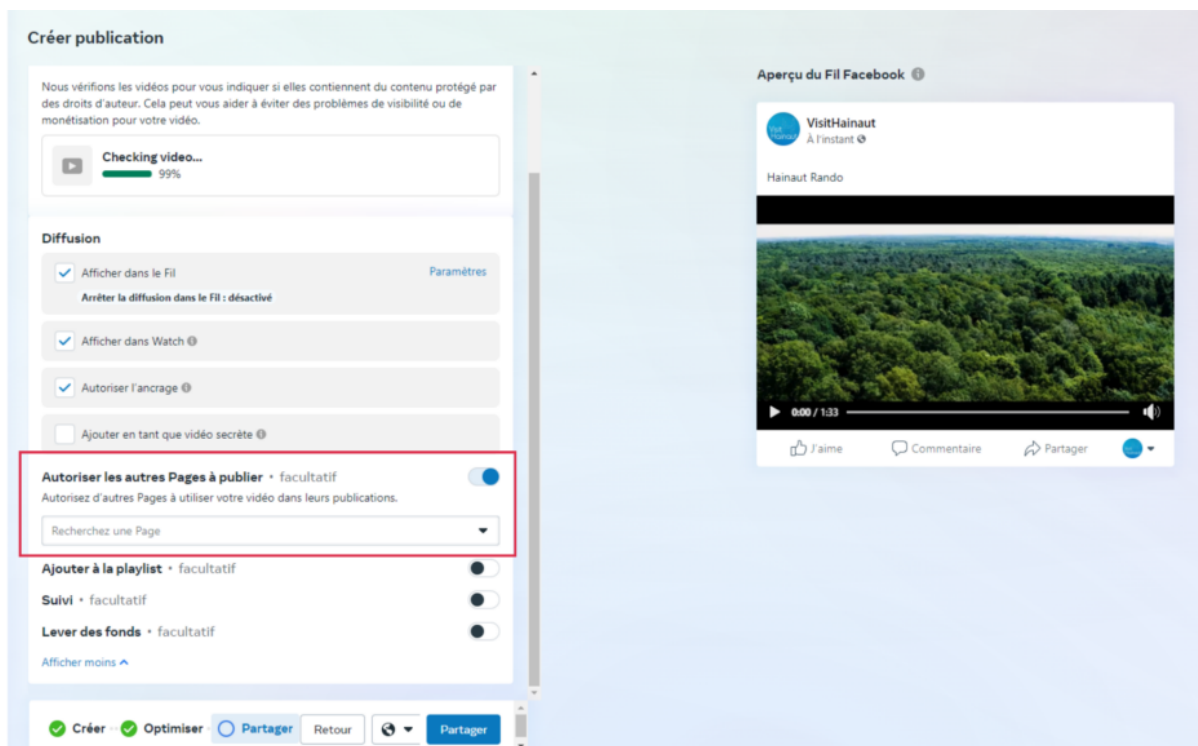 Créer publication
Nous vérifions les vidéos pour vous indiquer si elles contiennent du contenu protégé par
des droits d'auteur. Cela peut vous aider à éviter des problèmes de visibilité ou de
monétisation pour votre vidéo.
Checking video...
99%
Diffusion
Afficher dans le Fil
Paramètres
Arrêter la diffusion dans le Fil : désactivé
Afficher dans Watch
Autoriser l'ancrage
Ajouter en tant que vidéo secrète
Autoriser les autres Pages à publier • facultatif
Autorisez d'autres Pages à utiliser votre vidéo dans leurs publications.
Recherchez une Page
Ajouter à la playlist • facultatif
Suivi • facultatif
Lever des fonds • facultatif
Afficher moins
Créer
Optimiser
Partager
Retour
Partager
Aperçu du Fil Facebook
Visit
Hainaut
VisitHainaut
À l'instant
Hainaut Rando
0:00 / 1:33
J'aime
Commentaire
Partager